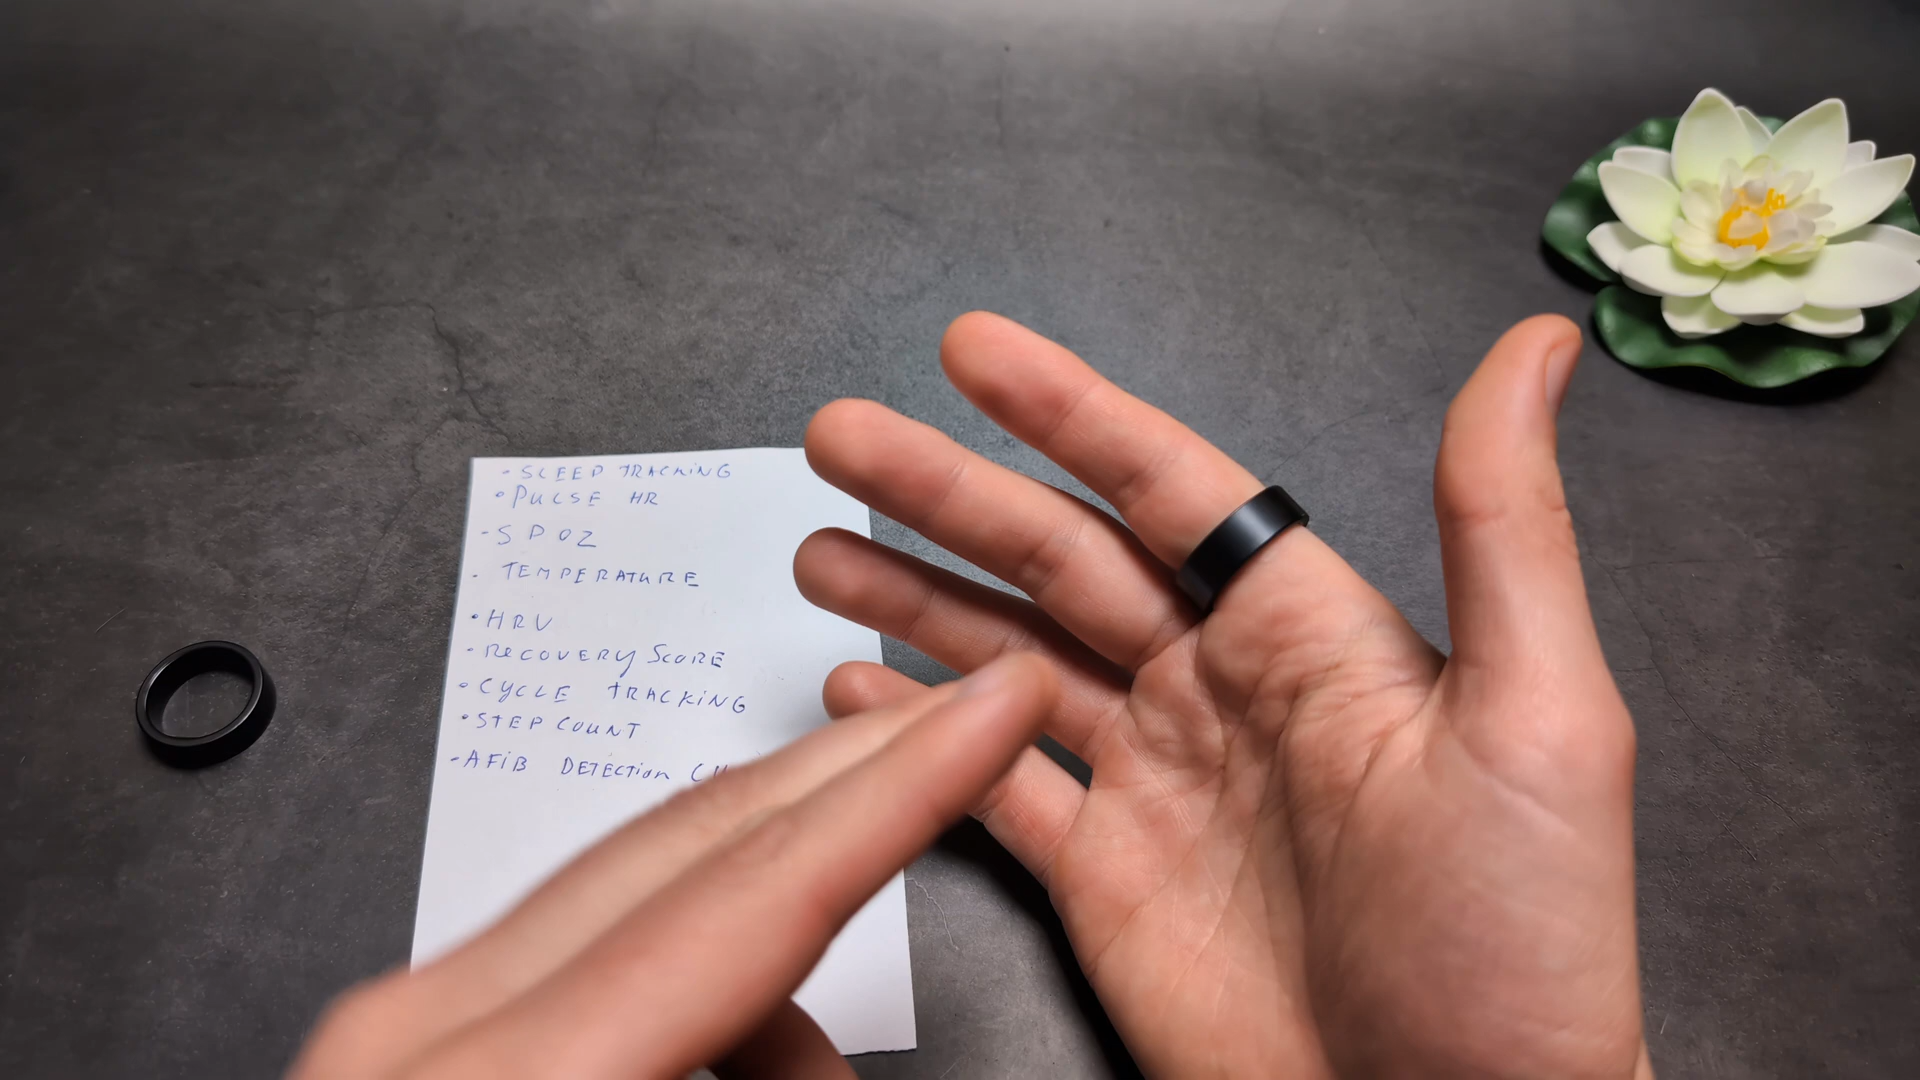 • SLEEP TRACKING
• PULSE HR
- SPO2
. TEMPERATURE
• HRV
• RECOVERY SCORE
• CYCLE TRACKING
• STEP COUNT
- AFiB DETECTION